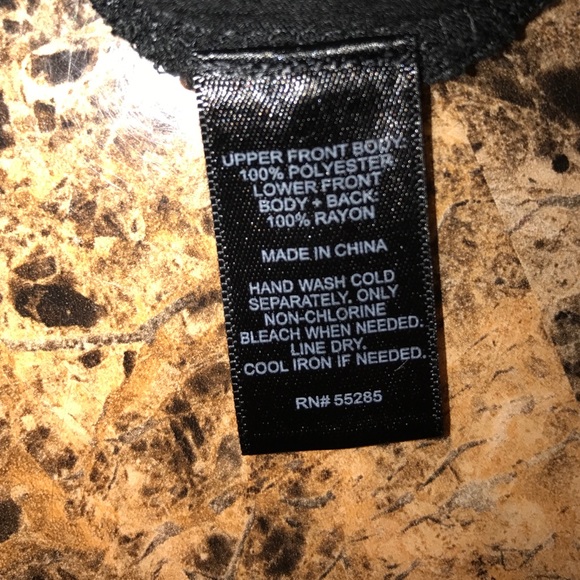 UPPER FRONT BODY
100% POLYESTER
LOWER FRONT
BODY + BACK:
100% RAYON
MADE IN CHINA
HAND WASH COLD
SEPARATELY. ONLY
NON-CHLORINE
BLEACH WHEN NEEDED.
LINE DRY.
COOL IRON IF NEEDED.
RN# 55285